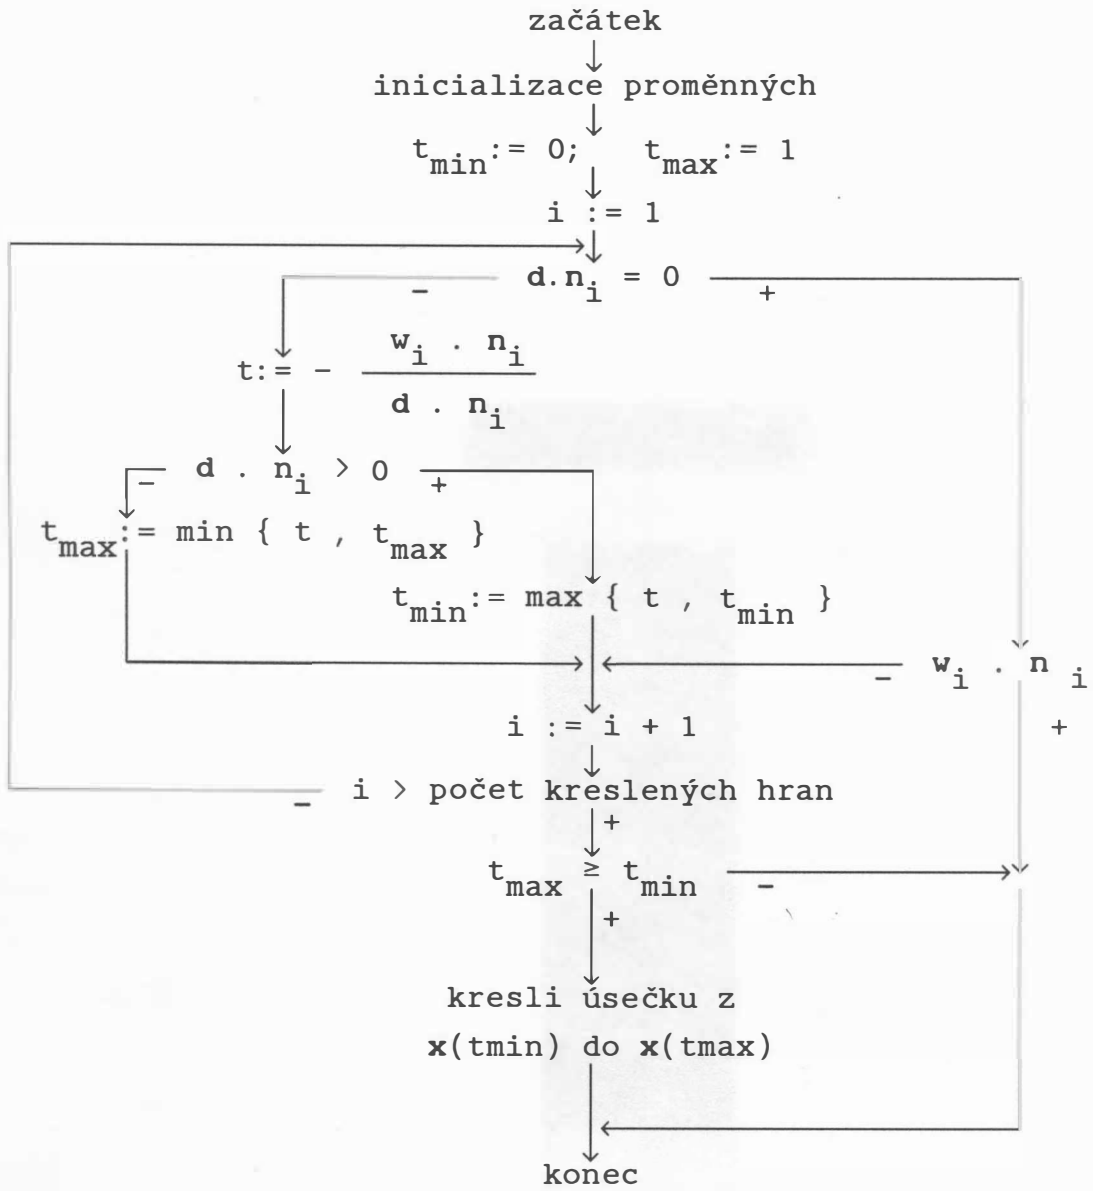 začátek
inicializace proměnných
t_min := 0; t_max := 1
i := 1
d.n_i = 0
− +
w_i . n_i
t:= −
d . n_i
d . n_i > 0
− +
t_max := min { t , t_max }
t_min := max { t , t_min }
− w_i . n_i
i := i + 1 +
− i > počet kreslených hran
+
t_max ≥ t_min −
+
kresli úsečku z
x(tmin) do x(tmax)
konec